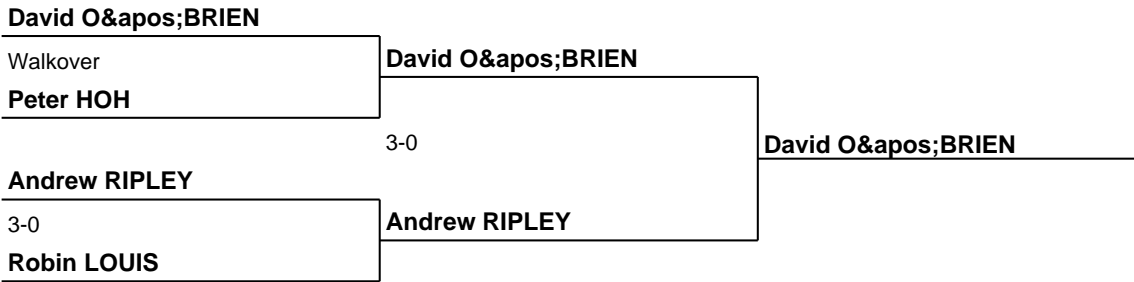 David O&apos;BRIEN
Walkover
David O&apos;BRIEN
Peter HOH
3-0
David O&apos;BRIEN
Andrew RIPLEY
3-0
Andrew RIPLEY
Robin LOUIS